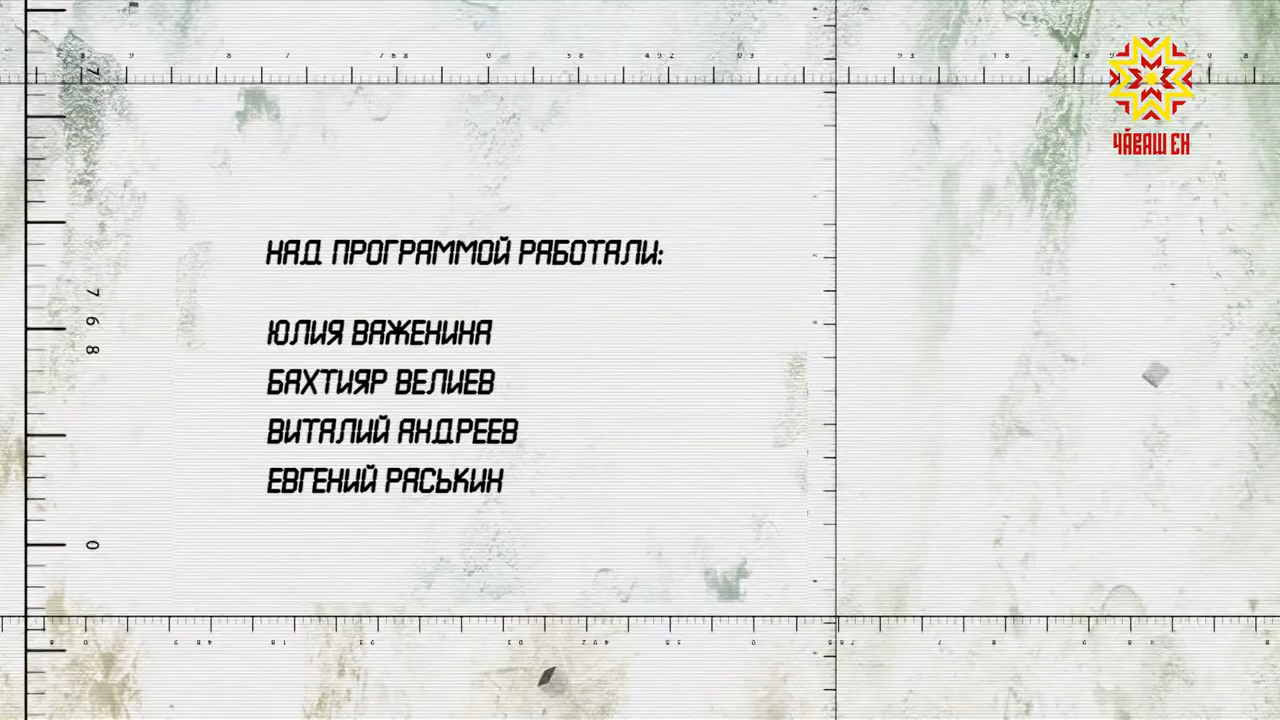 ЧӐВАШ ЕН
НАД ПРОГРАММОЙ РАБОТАЛИ:
ЮЛИЯ ВАЖЕНИНА
БАХТИЯР ВЕЛИЕВ
ВИТАЛИЙ АНДРЕЕВ
ЕВГЕНИЙ РАСЬКИН